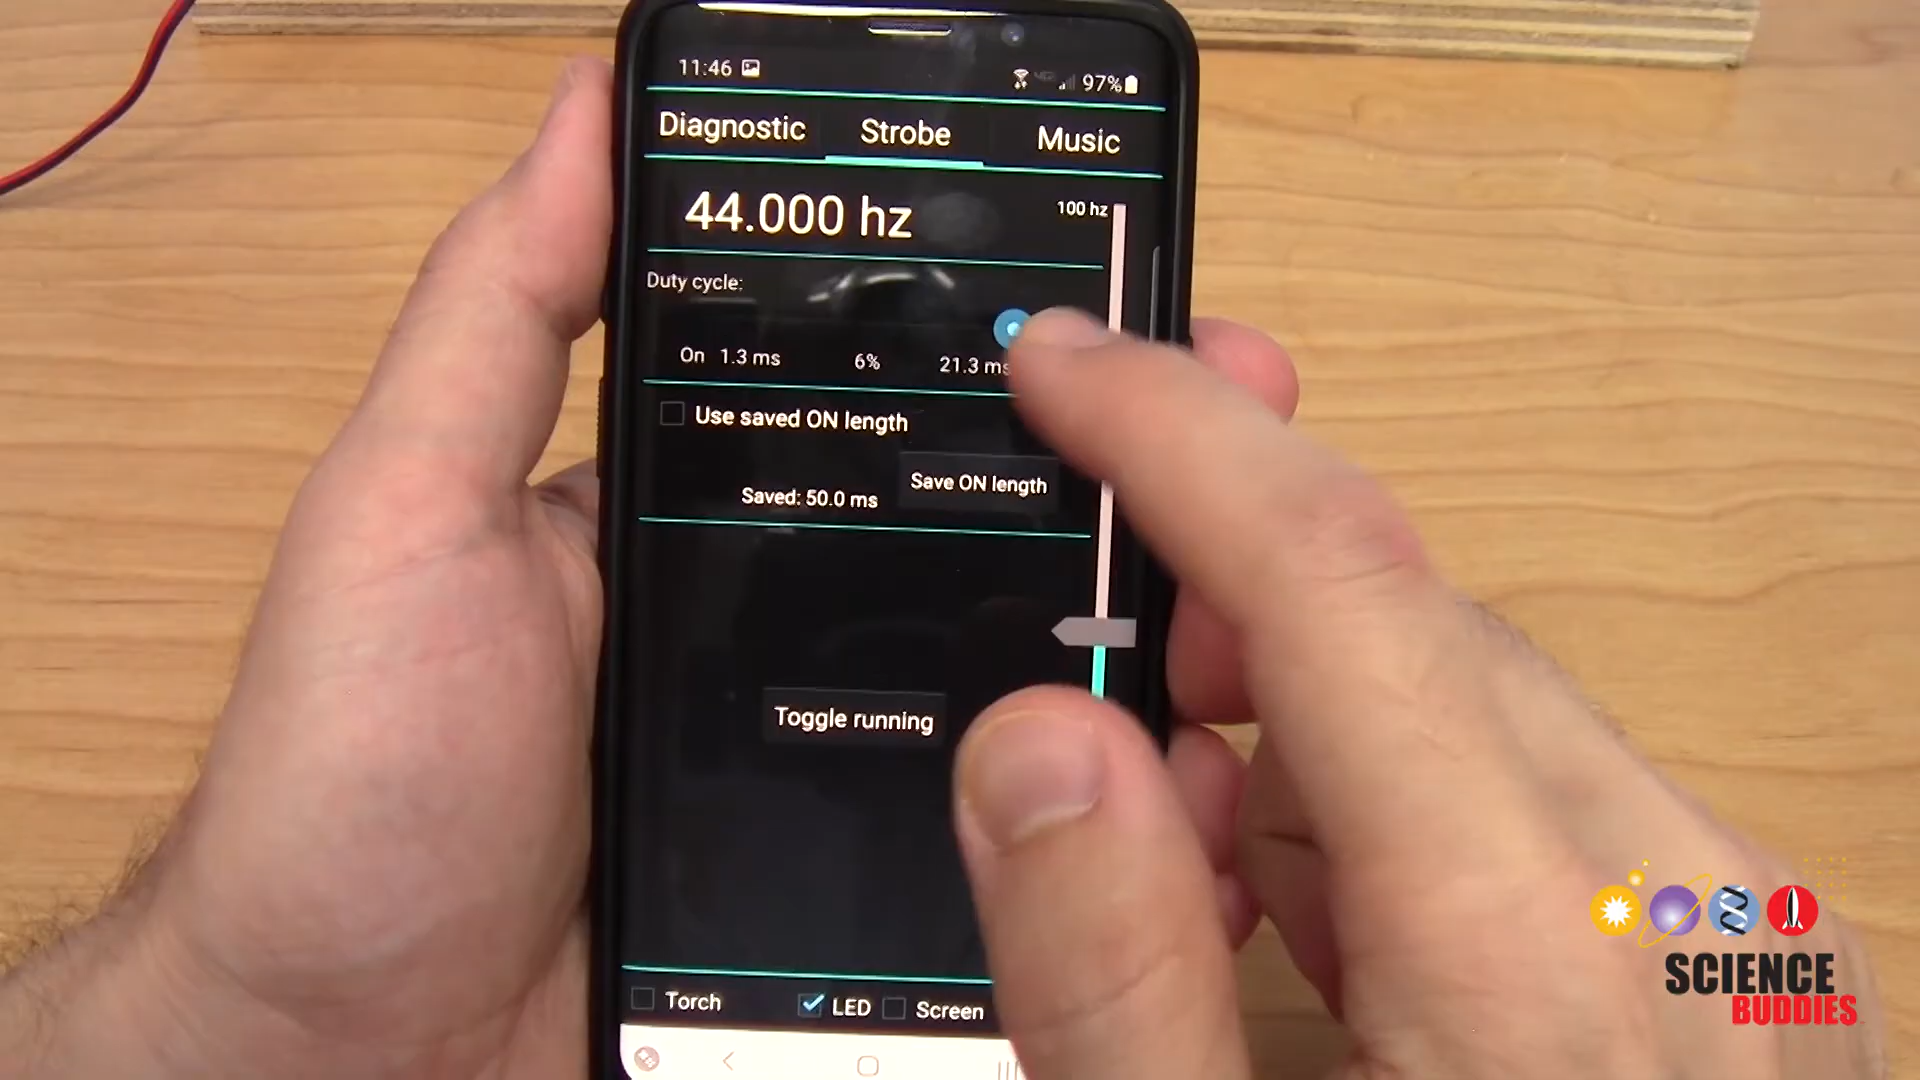 11:46 97%
Diagnostic Strobe Music
44.000 hz 100 hz
Duty cycle:
On 1.3 ms 6% 21.3 ms
Use saved ON length
Saved: 50.0 ms Save ON length
Toggle running
Torch LED Screen
SCIENCE
BUDDIES